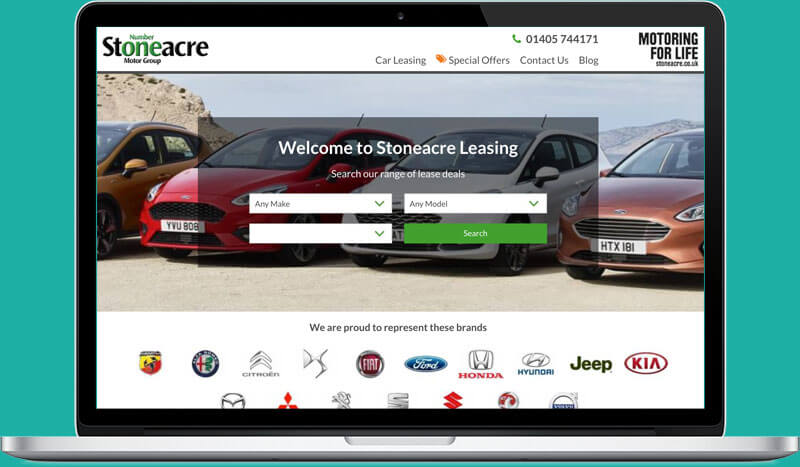 Number
Stoneacre
Motor Group
01405 744171
MOTORING
FOR LIFE
stoneacre.co.uk
Car Leasing Special Offers Contact Us Blog
Welcome to Stoneacre Leasing
Search our range of lease deals
Any Make Any Model
Search
YVU 808
HTX 181
We are proud to represent these brands
CITROËN
FIAT
Ford
HONDA
HYUNDAI
Jeep
KIA